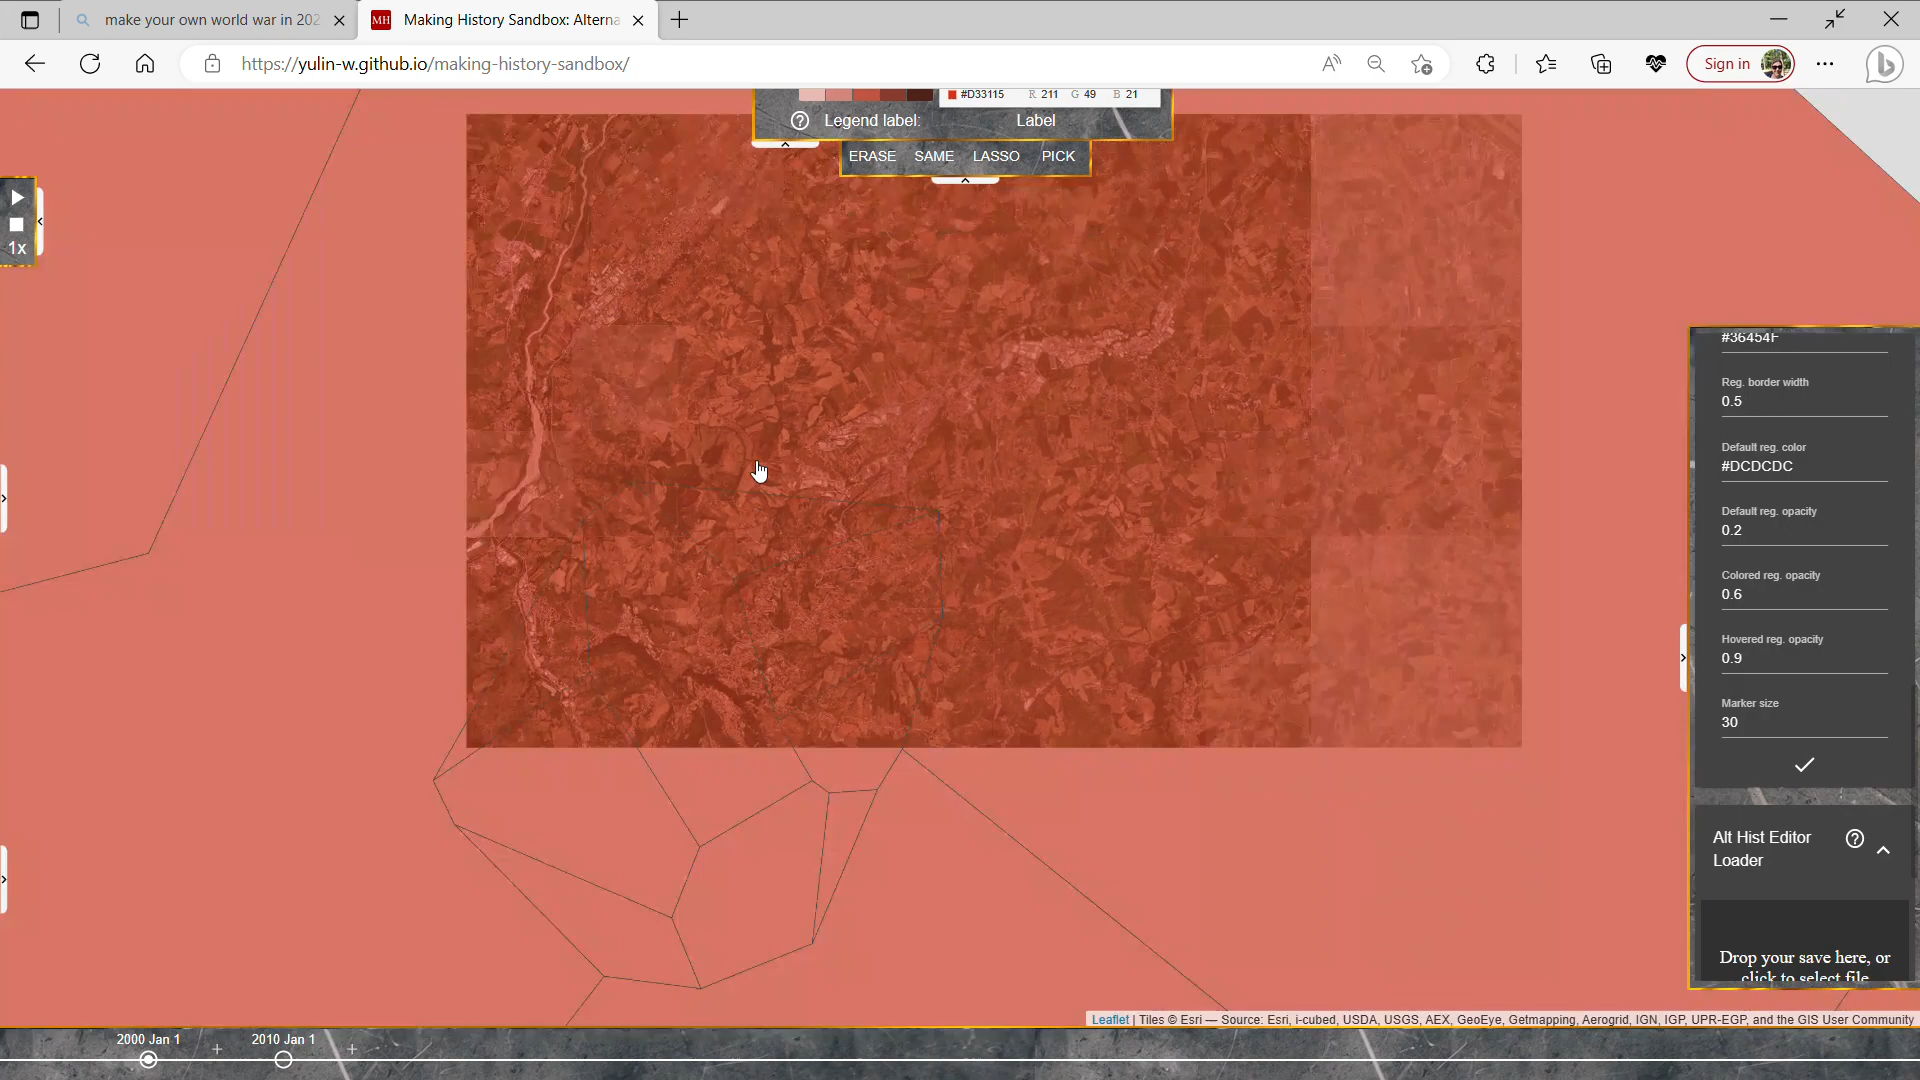 make your own world war in 202
MH Making History Sandbox: Alterna
https://yulin-w.github.io/making-history-sandbox/
Sign in
#D33115 R 211 G 49 B 21
Legend label: Label
ERASE SAME LASSO PICK
1x
#36454F
Reg. border width
0.5
Default reg. color
#DCDCDC
Default reg. opacity
0.2
Colored reg. opacity
0.6
Hovered reg. opacity
0.9
Marker size
30
Alt Hist Editor
Loader
Drop your save here, or
click to select file
Leaflet | Tiles © Esri — Source: Esri, i-cubed, USDA, USGS, AEX, GeoEye, Getmapping, Aerogrid, IGN, IGP, UPR-EGP, and the GIS User Community
2000 Jan 1 + 2010 Jan 1 +